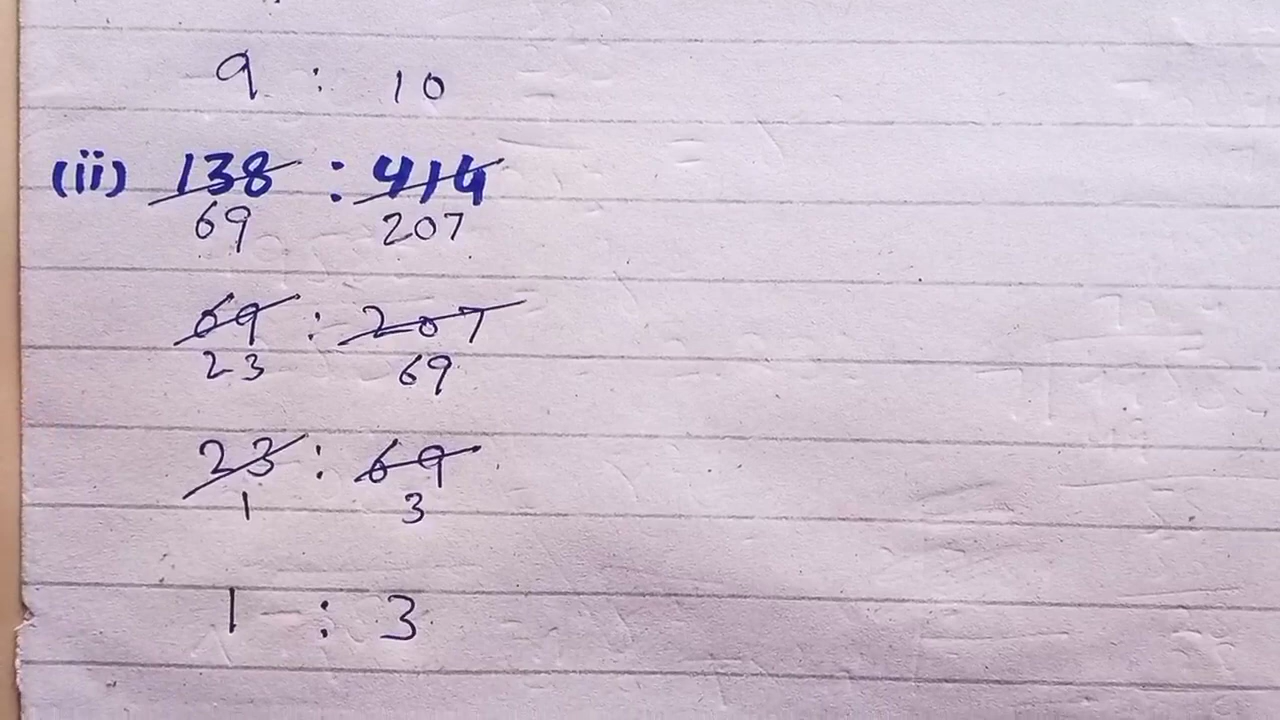 9 : 10
(ii) 138 : 414
69 207
69 : 207
23 69
23 : 69
1 3
1 : 3